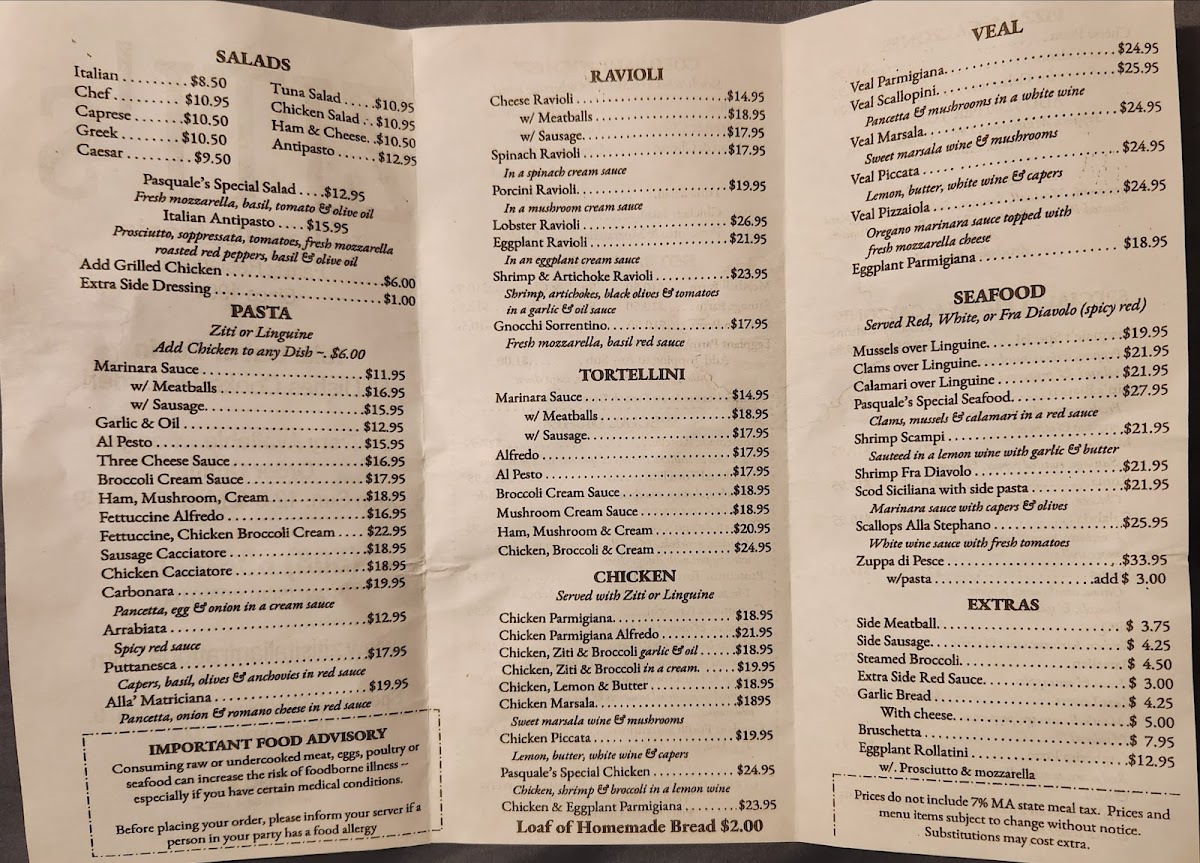 SALADS
Italian ......... $8.50
Chef......... $10.95
Caprese ....... $10.50
Greek ......... $10.50
Caesar ......... $9.50
Tuna Salad ..... $10.95
Chicken Salad .. $10.95
Ham & Cheese.. $10.50
Antipasto ...... $12.95
Pasquale's Special Salad .... $12.95
Fresh mozzarella, basil, tomato & olive oil
Italian Antipasto .... $15.95
Prosciutto, soppressata, tomatoes, fresh mozzarella
roasted red peppers, basil & olive oil
Add Grilled Chicken .................... $6.00
Extra Side Dressing ..................... $1.00
PASTA
Ziti or Linguine
Add Chicken to any Dish ~. $6.00
Marinara Sauce ........................ $11.95
w/ Meatballs ..................... $16.95
w/ Sausage....................... $15.95
Garlic & Oil .......................... $12.95
Al Pesto ............................. $15.95
Three Cheese Sauce ................... $16.95
Broccoli Cream Sauce ................. $17.95
Ham, Mushroom, Cream .............. $18.95
Fettuccine Alfredo .................... $16.95
Fettuccine, Chicken Broccoli Cream .... $22.95
Sausage Cacciatore .................... $18.95
Chicken Cacciatore .................... $18.95
Carbonara ............................ $19.95
Pancetta, egg & onion in a cream sauce
Arrabiata ............................ $12.95
Spicy red sauce
Puttanesca ........................... $17.95
Capers, basil, olives & anchovies in red sauce
Alla' Matriciana ...................... $19.95
Pancetta, onion & romano cheese in red sauce
IMPORTANT FOOD ADVISORY
Consuming raw or undercooked meat, eggs, poultry or
seafood can increase the risk of foodborne illness ~
especially if you have certain medical conditions.
Before placing your order, please inform your server if a
person in your party has a food allergy
RAVIOLI
Cheese Ravioli ........................ $14.95
w/ Meatballs ..................... $18.95
w/ Sausage....................... $17.95
Spinach Ravioli ....................... $17.95
In a spinach cream sauce
Porcini Ravioli........................ $19.95
In a mushroom cream sauce
Lobster Ravioli ....................... $26.95
Eggplant Ravioli ...................... $21.95
In an eggplant cream sauce
Shrimp & Artichoke Ravioli ............ $23.95
Shrimp, artichokes, black olives & tomatoes
in a garlic & oil sauce
Gnocchi Sorrentino.................... $17.95
Fresh mozzarella, basil red sauce
TORTELLINI
Marinara Sauce ....................... $14.95
w/ Meatballs ..................... $18.95
w/ Sausage....................... $17.95
Alfredo .............................. $17.95
Al Pesto ............................. $17.95
Broccoli Cream Sauce ................. $18.95
Mushroom Cream Sauce ............... $18.95
Ham, Mushroom & Cream ............. $20.95
Chicken, Broccoli & Cream ............ $24.95
CHICKEN
Served with Ziti or Linguine
Chicken Parmigiana................... $18.95
Chicken Parmigiana Alfredo ........... $21.95
Chicken, Ziti & Broccoli garlic & oil ..... $18.95
Chicken, Ziti & Broccoli in a cream. ..... $19.95
Chicken, Lemon & Butter ............. $18.95
Chicken Marsala...................... $1895
Sweet marsala wine & mushrooms
Chicken Piccata ...................... $19.95
Lemon, butter, white wine & capers
Pasquale's Special Chicken ............ $24.95
Chicken, shrimp & broccoli in a lemon wine
Chicken & Eggplant Parmigiana ........ $23.95
Loaf of Homemade Bread $2.00
VEAL
Veal Parmigiana....................... $24.95
Veal Scallopini........................ $25.95
Pancetta & mushrooms in a white wine
Veal Marsala.......................... $24.95
Sweet marsala wine & mushrooms
Veal Piccata .......................... $24.95
Lemon, butter, white wine & capers
Veal Pizzaiola ........................ $24.95
Oregano marinara sauce topped with
fresh mozzarella cheese
Eggplant Parmigiana .................. $18.95
SEAFOOD
Served Red, White, or Fra Diavolo (spicy red)
Mussels over Linguine.................. $19.95
Clams over Linguine................... $21.95
Calamari over Linguine ................ $21.95
Pasquale's Special Seafood.............. $27.95
Clams, mussels & calamari in a red sauce
Shrimp Scampi ....................... $21.95
Sauteed in a lemon wine with garlic & butter
Shrimp Fra Diavolo ................... $21.95
Scod Siciliana with side pasta ........... $21.95
Marinara sauce with capers & olives
Scallops Alla Stephano ................. $25.95
White wine sauce with fresh tomatoes
Zuppa di Pesce ....................... $33.95
w/pasta ....................... add $ 3.00
EXTRAS
Side Meatball......................... $ 3.75
Side Sausage.......................... $ 4.25
Steamed Broccoli...................... $ 4.50
Extra Side Red Sauce................... $ 3.00
Garlic Bread ......................... $ 4.25
With cheese...................... $ 5.00
Bruschetta ........................... $ 7.95
Eggplant Rollatini .................... $12.95
w/. Prosciutto & mozzarella
Prices do not include 7% MA state meal tax. Prices and
menu items subject to change without notice.
Substitutions may cost extra.